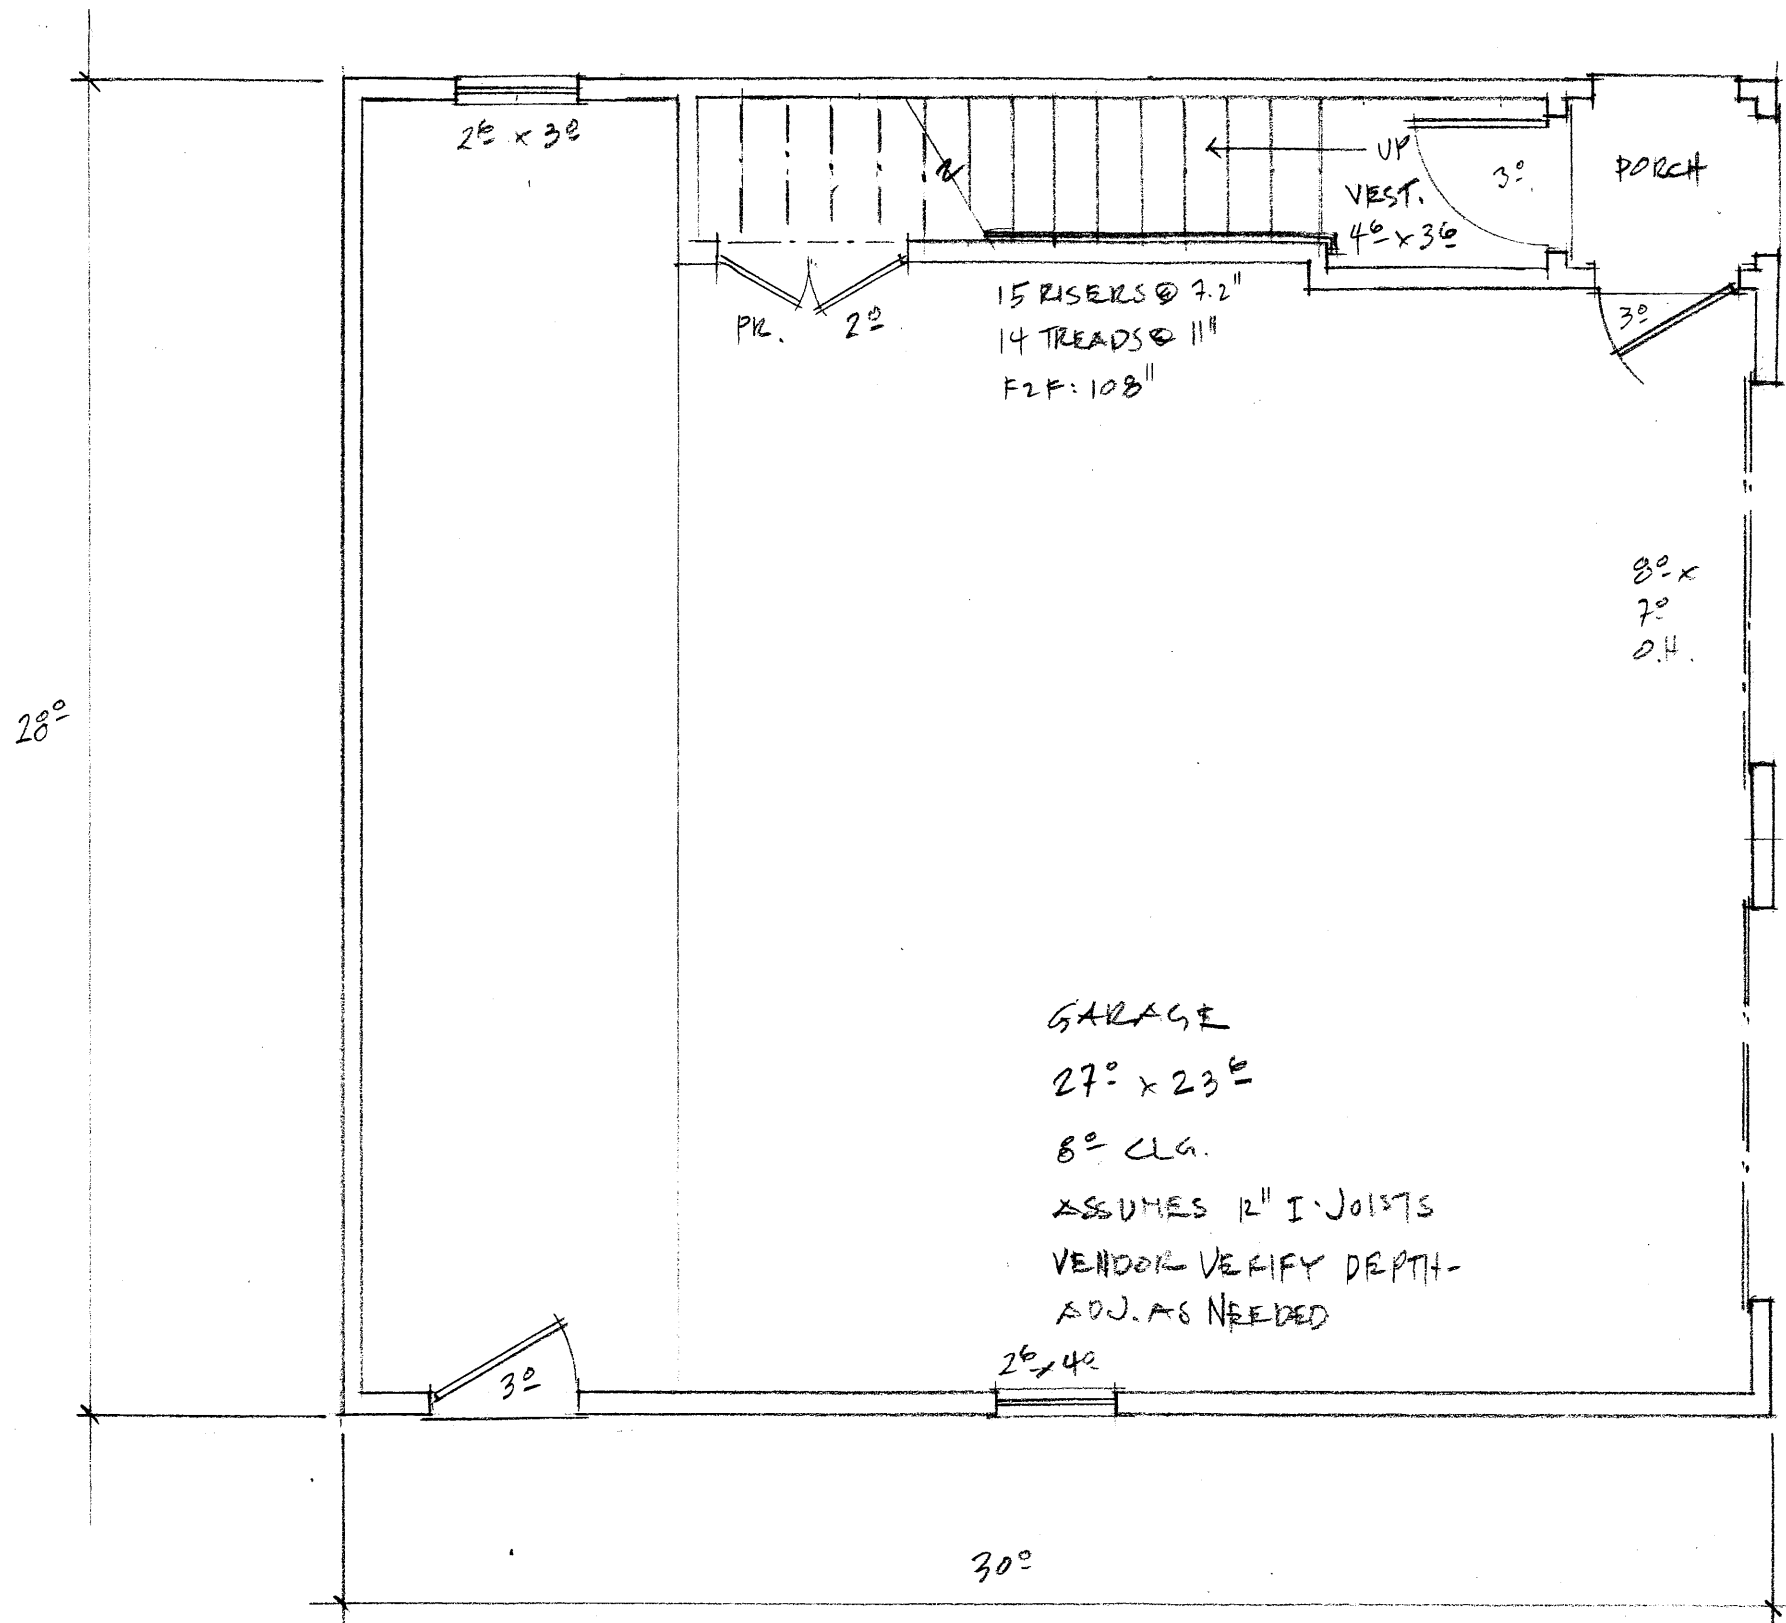 2⁶ x 3⁰
UP
VEST.
4⁶ x 3⁶
3⁰
PORCH
15 RISERS @ 7.2"
14 TREADS @ 11"
F2F: 108"
PR. 2⁰
3⁰
8⁰ x
7⁰
O.H.
28⁰
GARAGE
27⁰ x 23⁶
8⁰ CLG.
ASSUMES 12" I-JOISTS
VENDOR VERIFY DEPTH-
ADJ. AS NEEDED
2⁶ x 4⁰
3⁰
30⁰